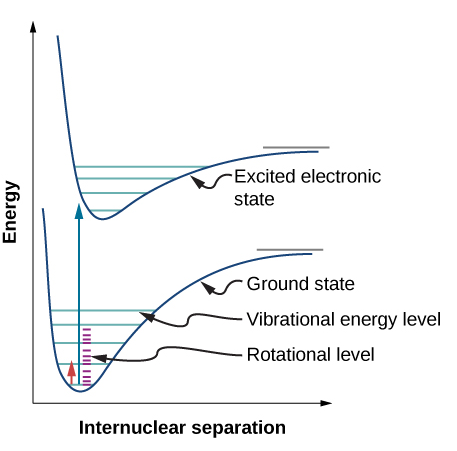 Energy
Excited electronic
state
Ground state
Vibrational energy level
Rotational level
Internuclear separation